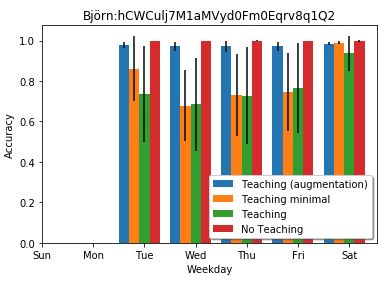 Björn:hCWCulj7M1aMVyd0Fm0Eqrv8q1Q2
1.0
0.8
0.6
0.4
0.2
0.0
Accuracy
Teaching (augmentation)
Teaching minimal
Teaching
No Teaching
Sun Mon Tue Wed Thu Fri Sat
Weekday